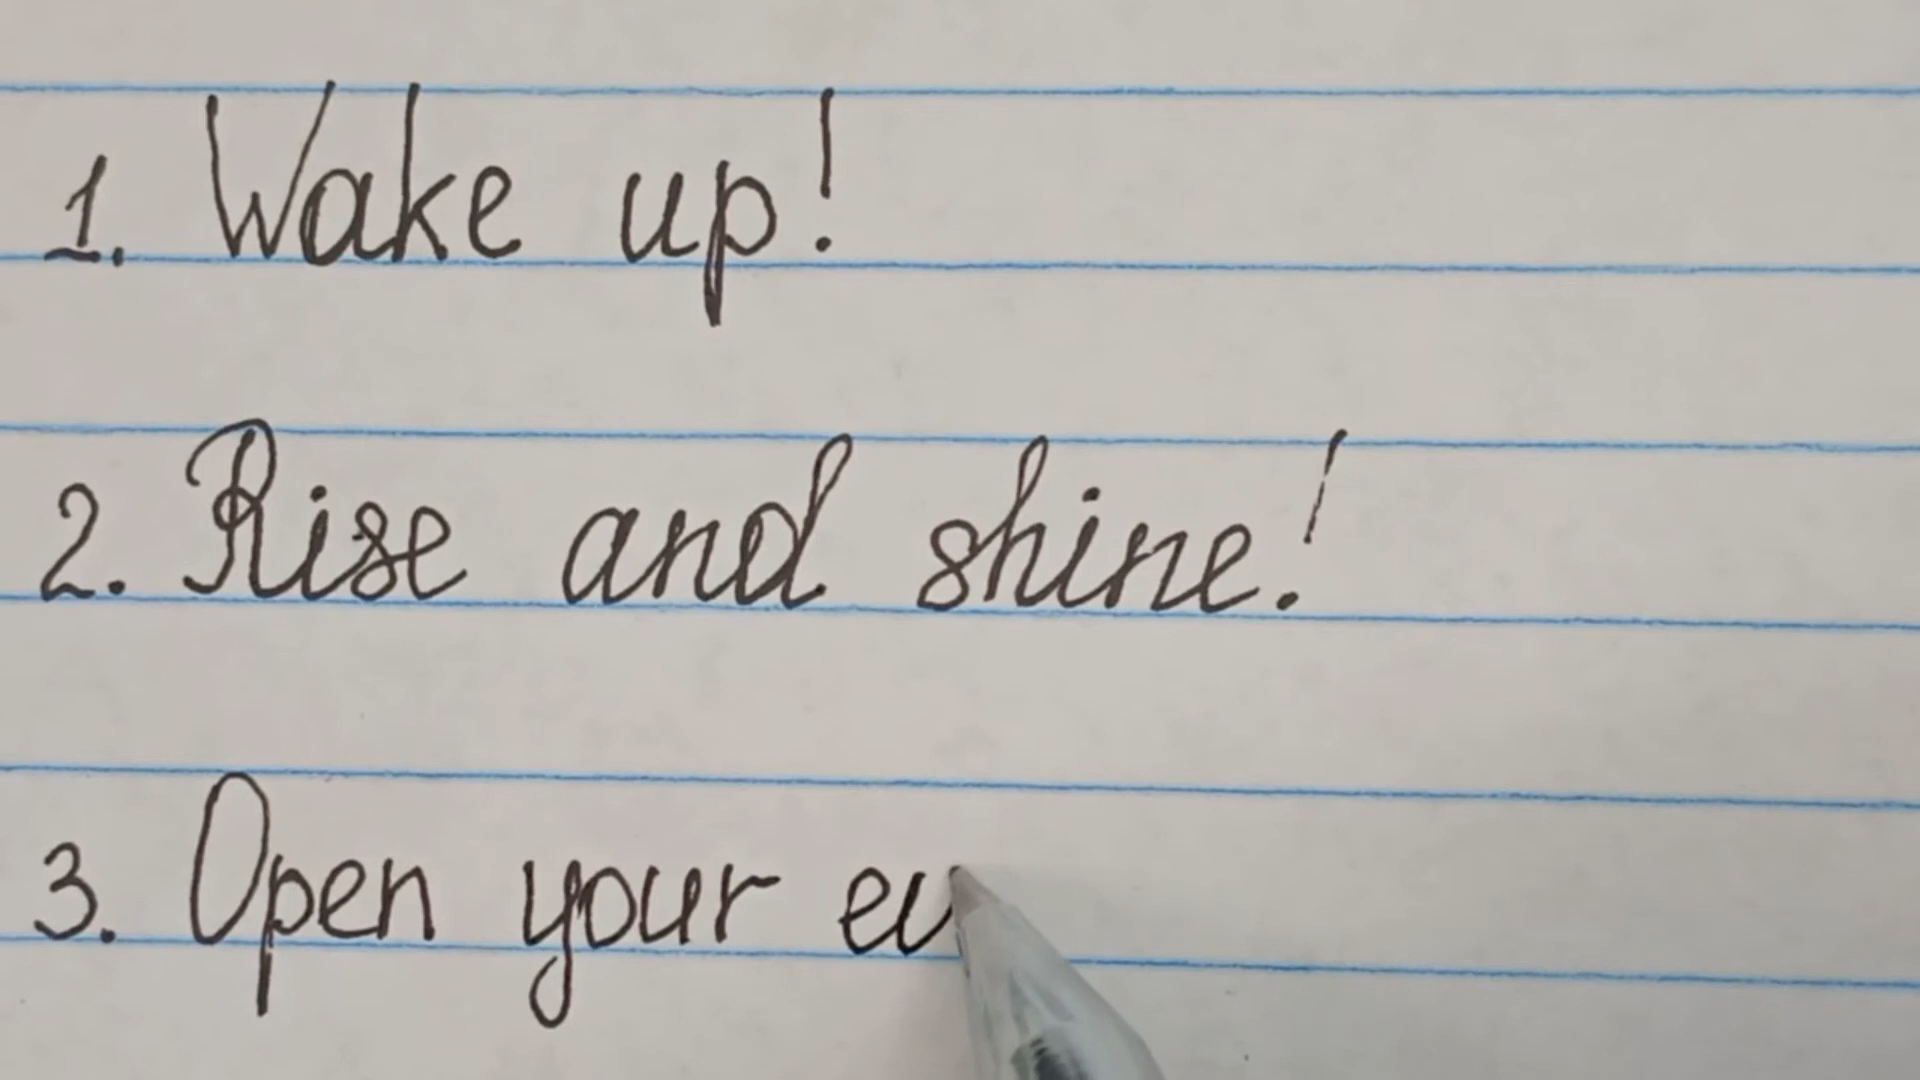 1. Wake up!
2. Rise and shine!
3. Open your